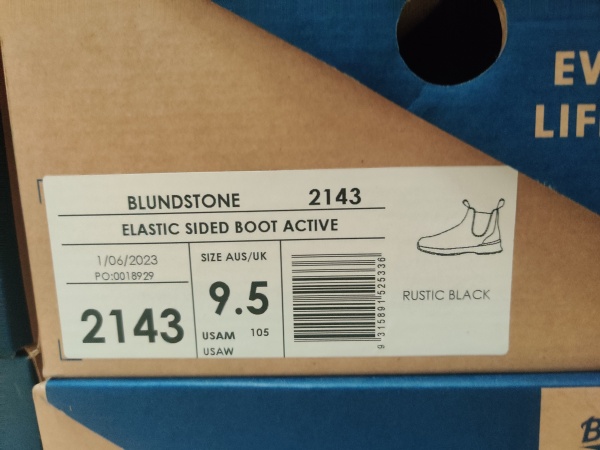 EV
LIF
BLUNDSTONE 2143
ELASTIC SIDED BOOT ACTIVE
1/06/2023
PO:0018929
2143
SIZE AUS/UK
9.5
USAM 105
USAW
9 315891 525336
RUSTIC BLACK
B